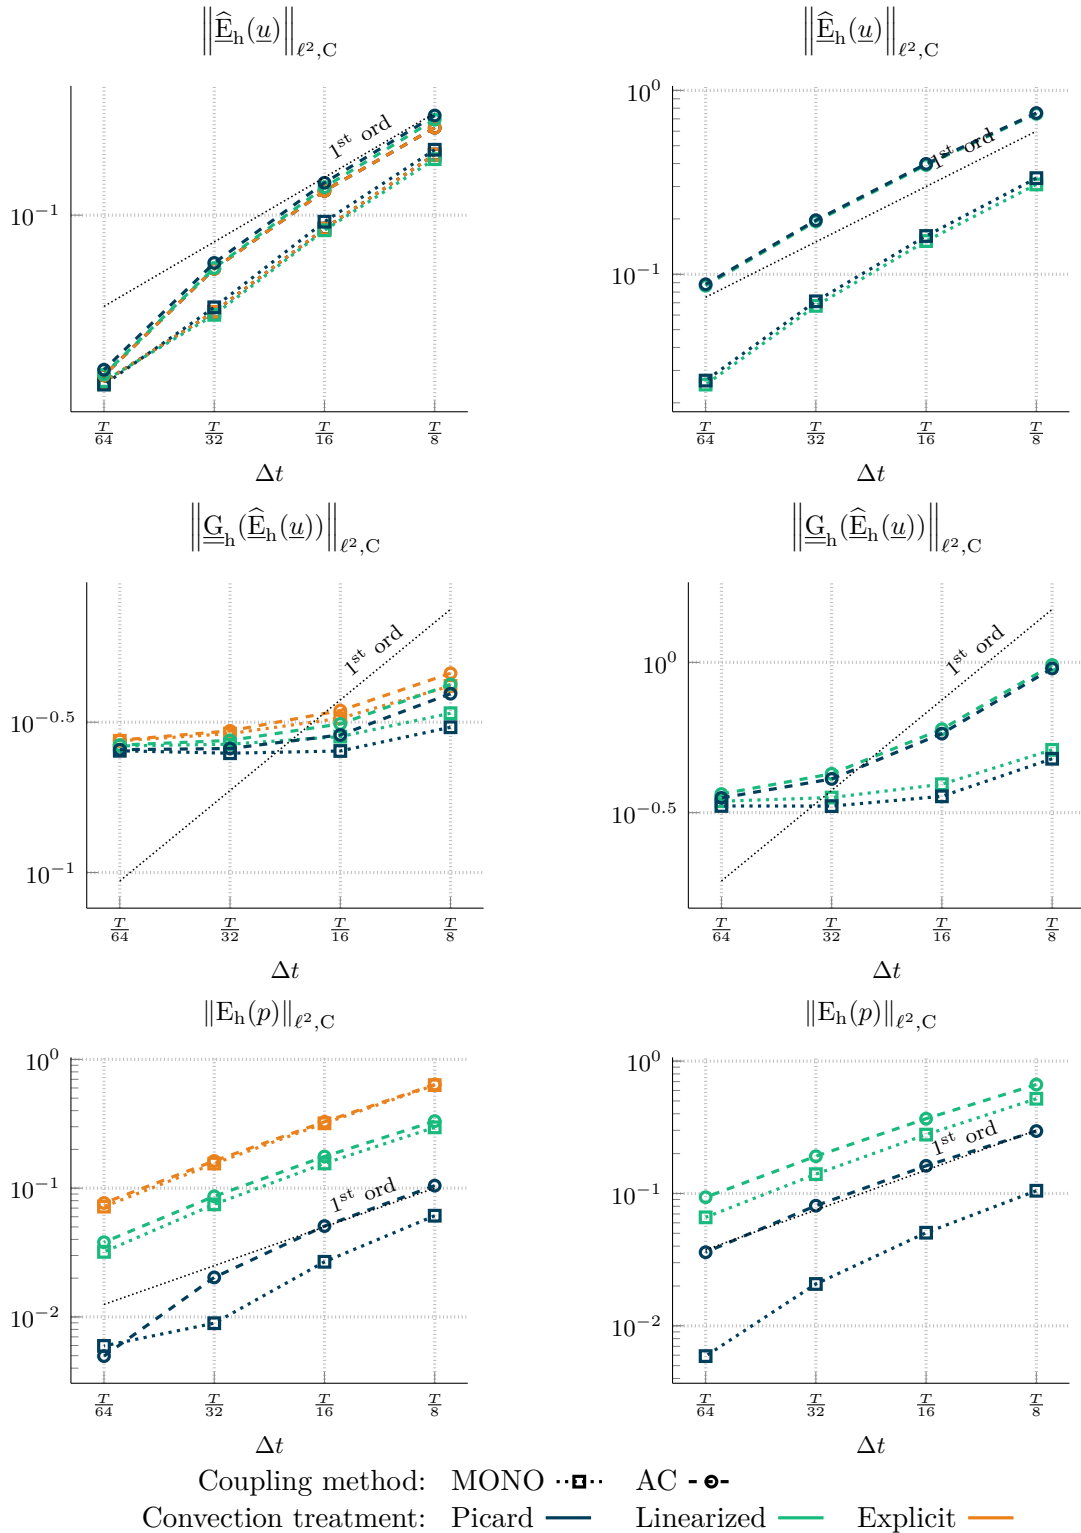 ‖Ê_h(u)‖_{ℓ²,C}
‖Ê_h(u)‖_{ℓ²,C}
1st ord
10^{-1}
T/64 T/32 T/16 T/8
Δt
10^0
1st ord
10^{-1}
T/64 T/32 T/16 T/8
Δt
‖G_h(Ê_h(u))‖_{ℓ²,C}
‖G_h(Ê_h(u))‖_{ℓ²,C}
1st ord
10^{-0.5}
10^{-1}
T/64 T/32 T/16 T/8
Δt
1st ord
10^0
10^{-0.5}
T/64 T/32 T/16 T/8
Δt
‖E_h(p)‖_{ℓ²,C}
‖E_h(p)‖_{ℓ²,C}
10^0
10^{-1}
1st ord
10^{-2}
T/64 T/32 T/16 T/8
Δt
10^0
1st ord
10^{-1}
10^{-2}
T/64 T/32 T/16 T/8
Δt
Coupling method: MONO AC
Convection treatment: Picard Linearized Explicit